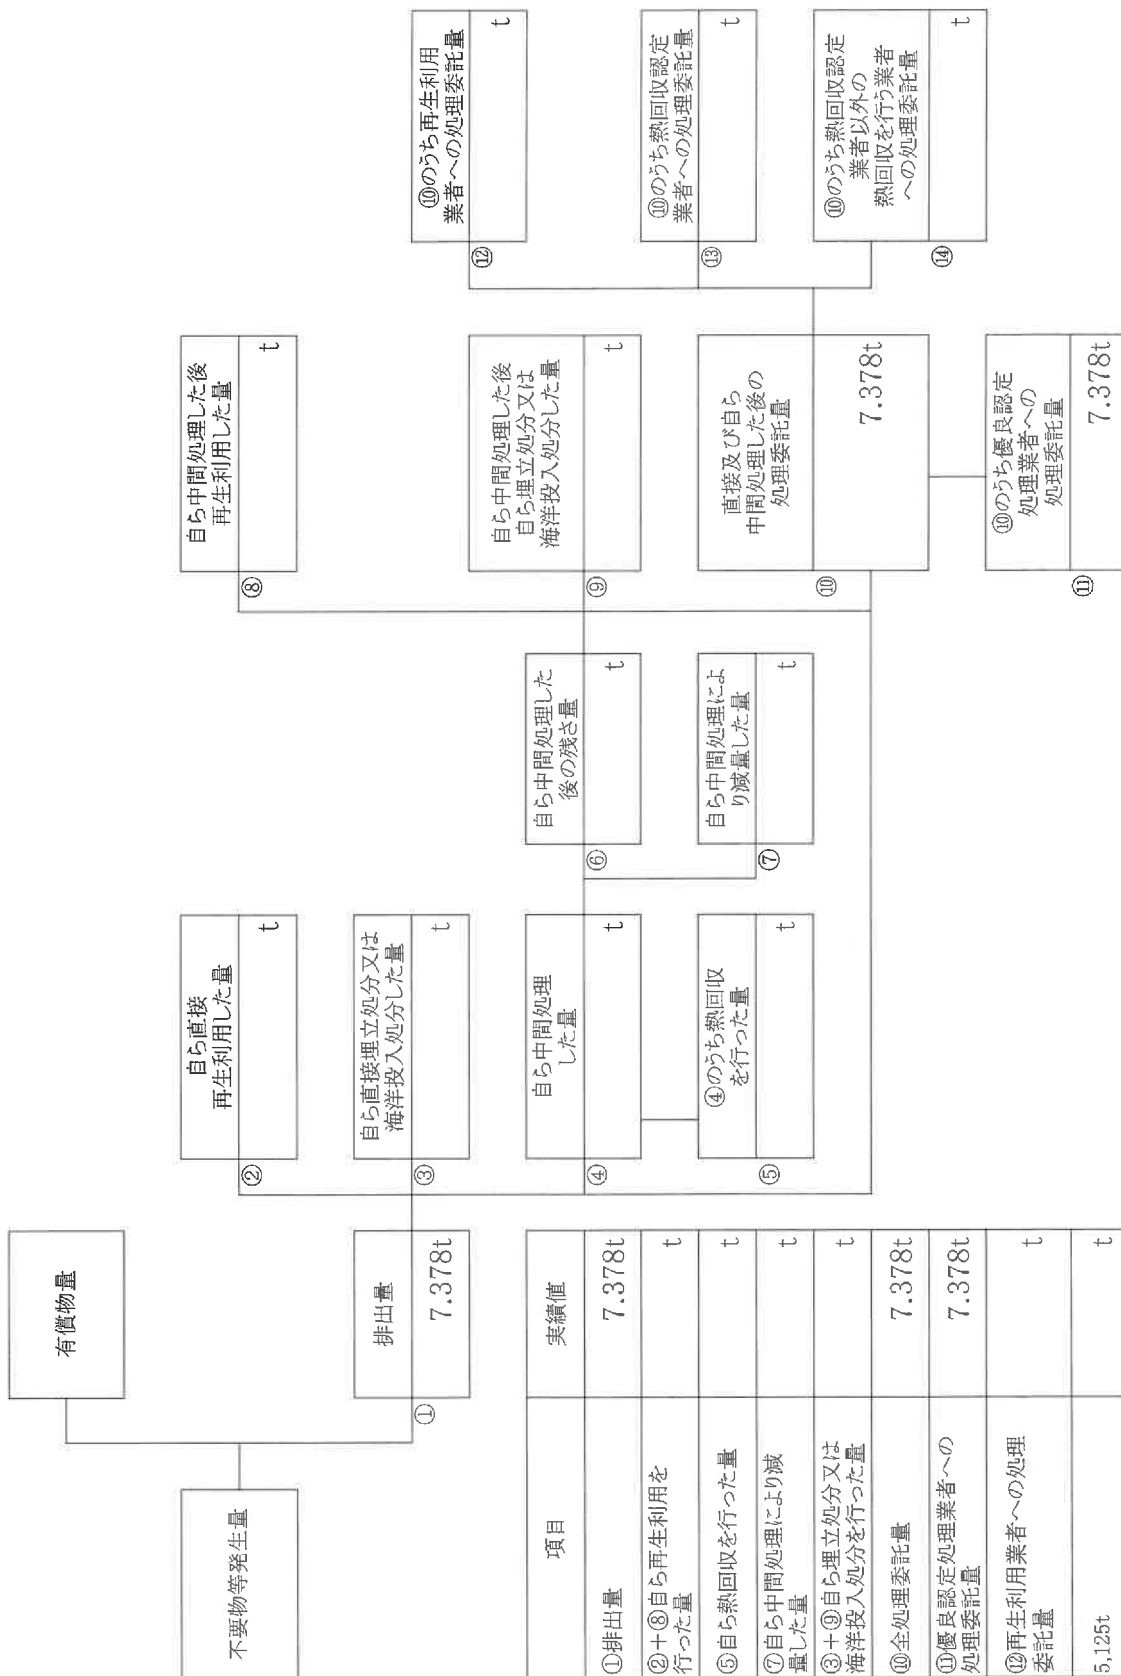 不要物等発生量
有償物量
①
排出量
7.378t
②
自ら直接
再生利用した量
t
③
自ら直接埋立処分又は
海洋投入処分した量
t
④
自ら中間処理
した量
t
⑤
④のうち熱回収
を行った量
t
⑥
自ら中間処理した
後の残さ量
t
⑦
自ら中間処理によ
り減量した量
t
⑧
自ら中間処理した後
再生利用した量
t
⑨
自ら中間処理した後
自ら埋立処分又は
海洋投入処分した量
t
⑩
直接及び自ら
中間処理した後の
処理委託量
7.378t
⑪
⑩のうち優良認定
処理業者への
処理委託量
7.378t
⑫
⑩のうち再生利用
業者への処理委託量
t
⑬
⑩のうち熱回収認定
業者への処理委託量
t
⑭
⑩のうち熱回収認定
業者以外の
熱回収を行う業者
への処理委託量
t
項目
実績値
①排出量
7.378t
②+⑧自ら再生利用を
行った量
t
⑤自ら熱回収を行った量
t
⑦自ら中間処理により減
量した量
t
③+⑨自ら埋立処分又は
海洋投入処分を行った量
t
⑩全処理委託量
7.378t
⑪優良認定処理業者への
処理委託量
7.378t
⑫再生利用業者への処理
委託量
t
5,125t
t